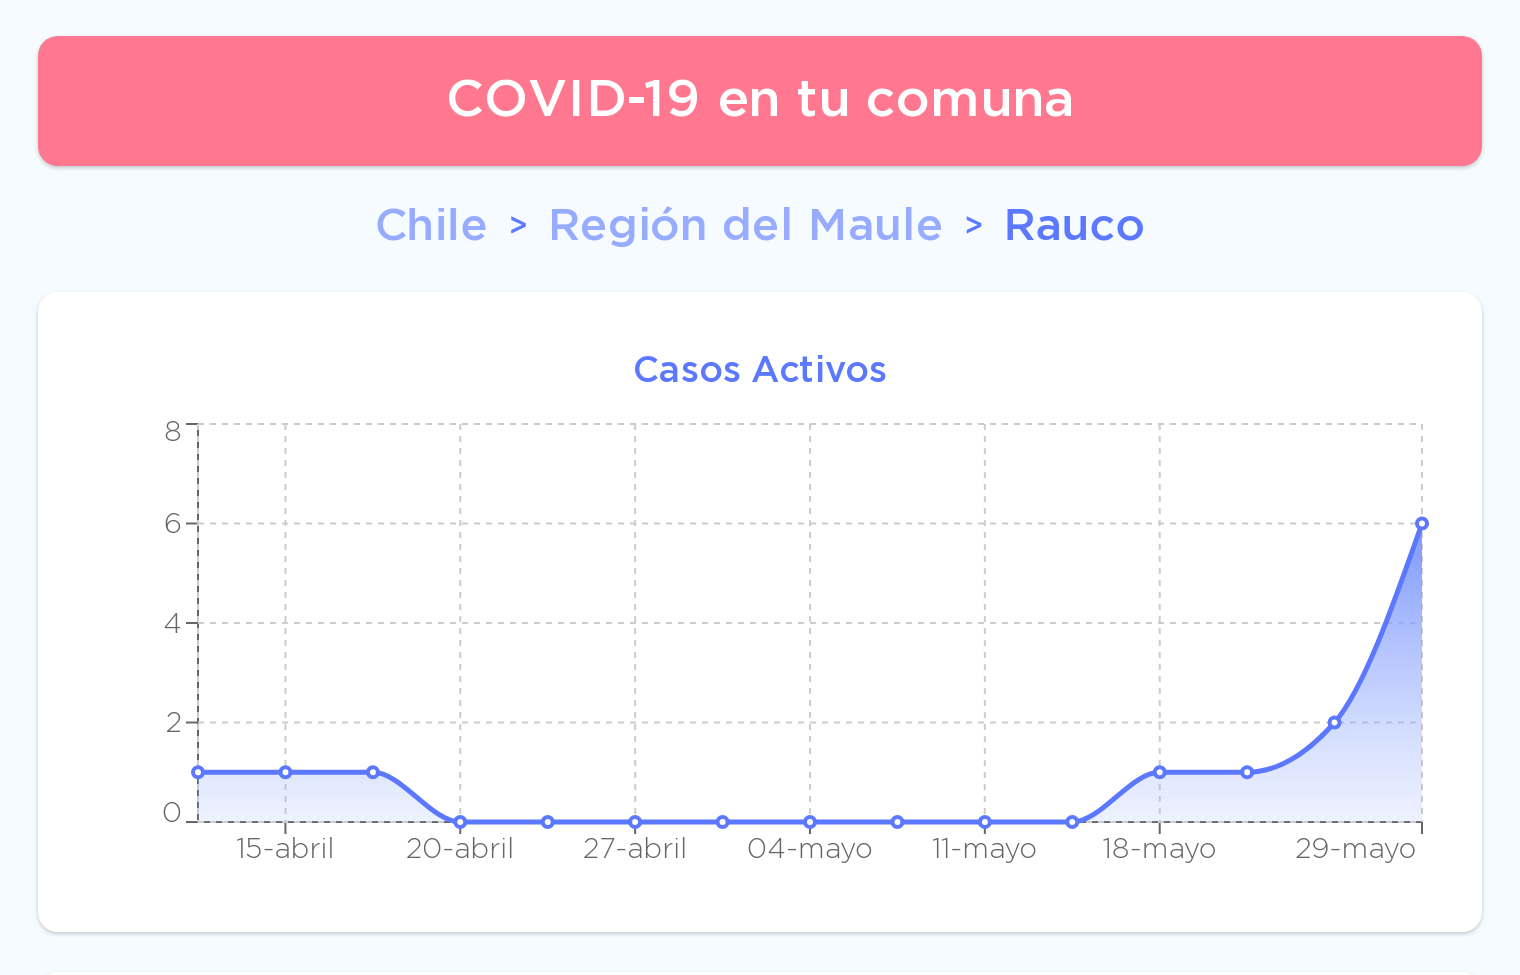 COVID-19 en tu comuna
Chile > Región del Maule > Rauco
Casos Activos
8
6
4
2
0
15-abril 20-abril 27-abril 04-mayo 11-mayo 18-mayo 29-mayo